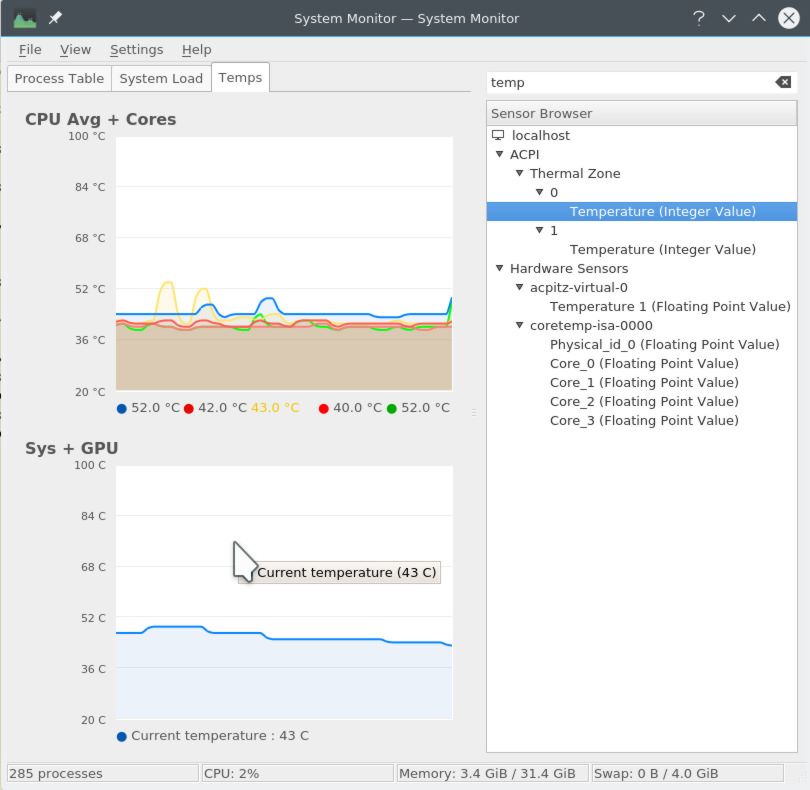 System Monitor — System Monitor
File View Settings Help
Process Table System Load Temps
CPU Avg + Cores
100 °C
84 °C
68 °C
52 °C
36 °C
20 °C
52.0 °C 42.0 °C 43.0 °C 40.0 °C 52.0 °C
Sys + GPU
100 C
84 C
68 C
52 C
36 C
20 C
Current temperature (43 C)
Current temperature : 43 C
temp
Sensor Browser
localhost
ACPI
Thermal Zone
0
Temperature (Integer Value)
1
Temperature (Integer Value)
Hardware Sensors
acpitz-virtual-0
Temperature 1 (Floating Point Value)
coretemp-isa-0000
Physical_id_0 (Floating Point Value)
Core_0 (Floating Point Value)
Core_1 (Floating Point Value)
Core_2 (Floating Point Value)
Core_3 (Floating Point Value)
285 processes CPU: 2% Memory: 3.4 GiB / 31.4 GiB Swap: 0 B / 4.0 GiB